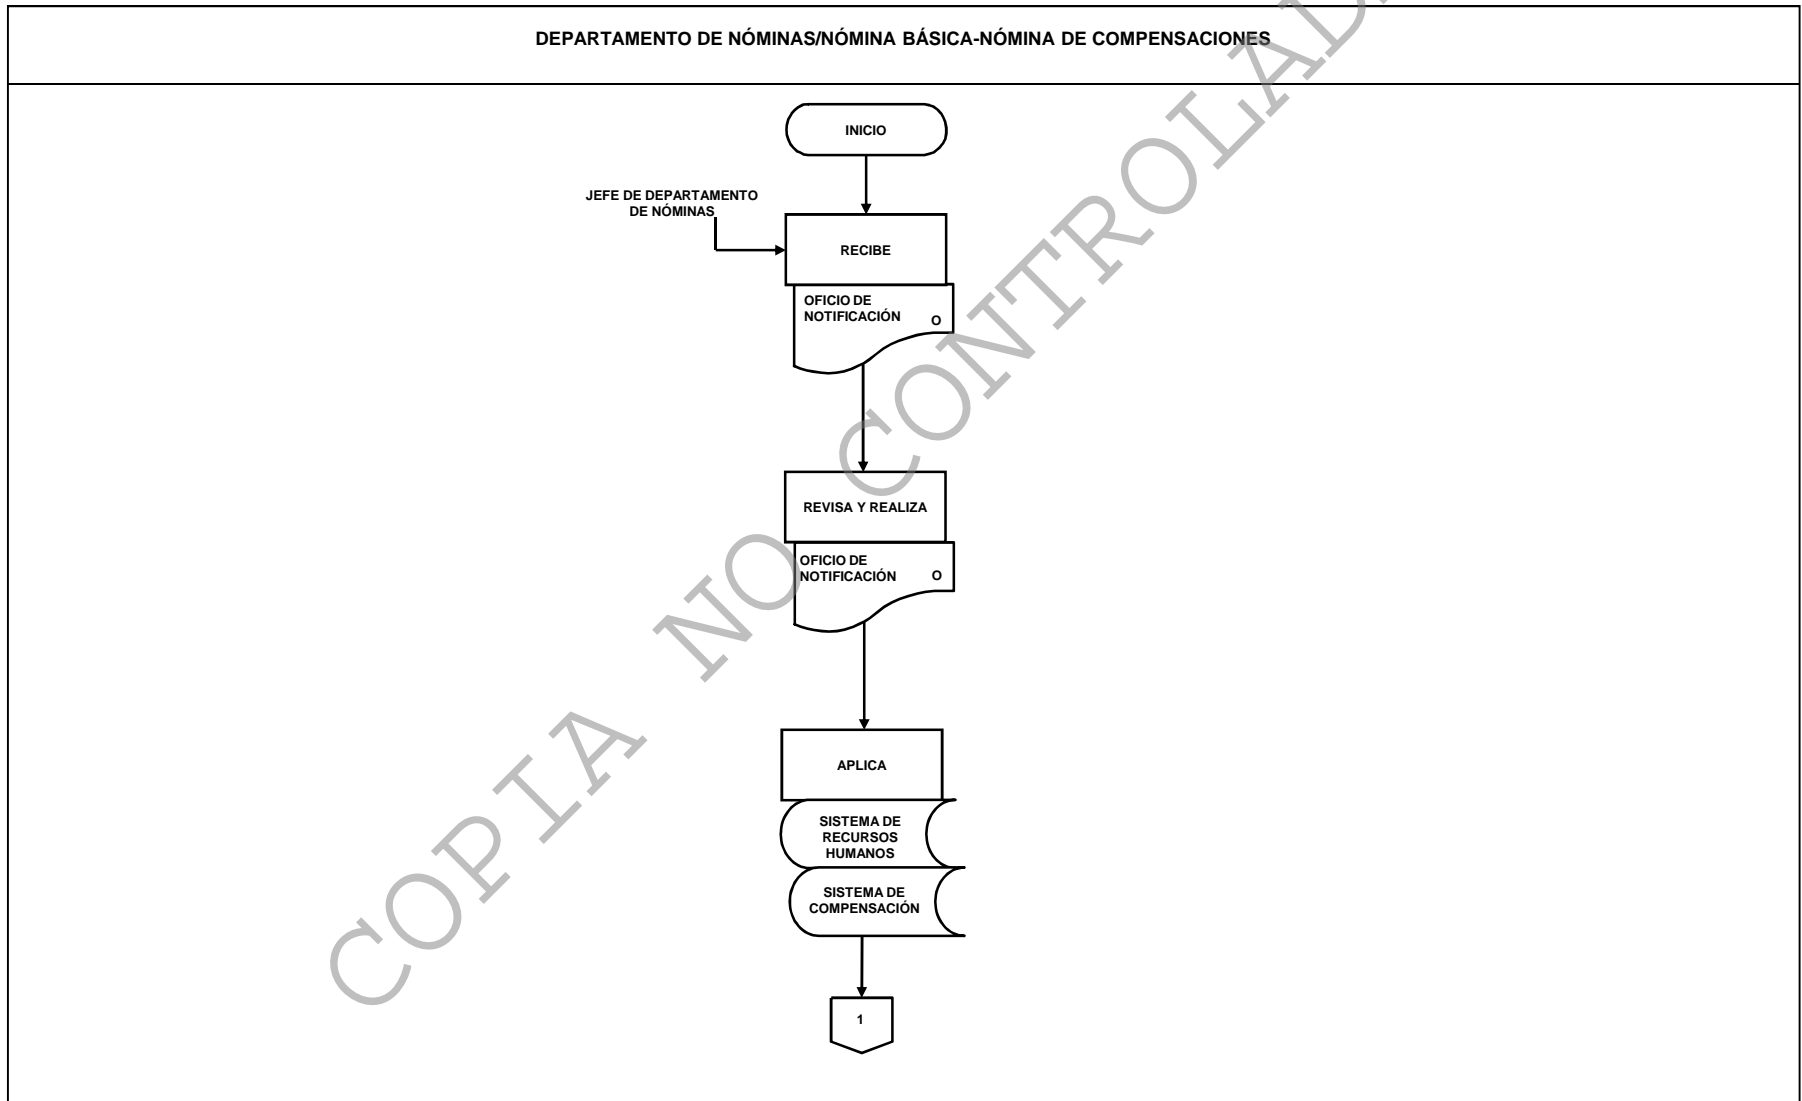 DEPARTAMENTO DE NÓMINAS/NÓMINA BÁSICA-NÓMINA DE COMPENSACIONES
INICIO
JEFE DE DEPARTAMENTO
DE NÓMINAS
RECIBE
OFICIO DE
NOTIFICACIÓN O
REVISA Y REALIZA
OFICIO DE
NOTIFICACIÓN O
APLICA
SISTEMA DE
RECURSOS
HUMANOS
SISTEMA DE
COMPENSACIÓN
1
COPIA NO CONTROLAD